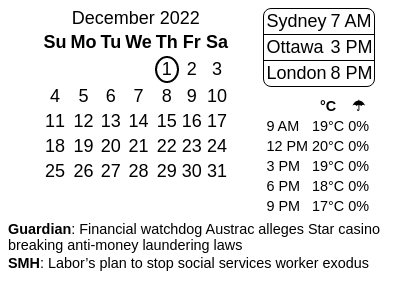 December 2022
Su Mo Tu We Th Fr Sa
1 2 3
4 5 6 7 8 9 10
11 12 13 14 15 16 17
18 19 20 21 22 23 24
25 26 27 28 29 30 31
Sydney 7 AM
Ottawa 3 PM
London 8 PM
°C ☂
9 AM 19°C 0%
12 PM 20°C 0%
3 PM 19°C 0%
6 PM 18°C 0%
9 PM 17°C 0%
Guardian: Financial watchdog Austrac alleges Star casino
breaking anti-money laundering laws
SMH: Labor’s plan to stop social services worker exodus